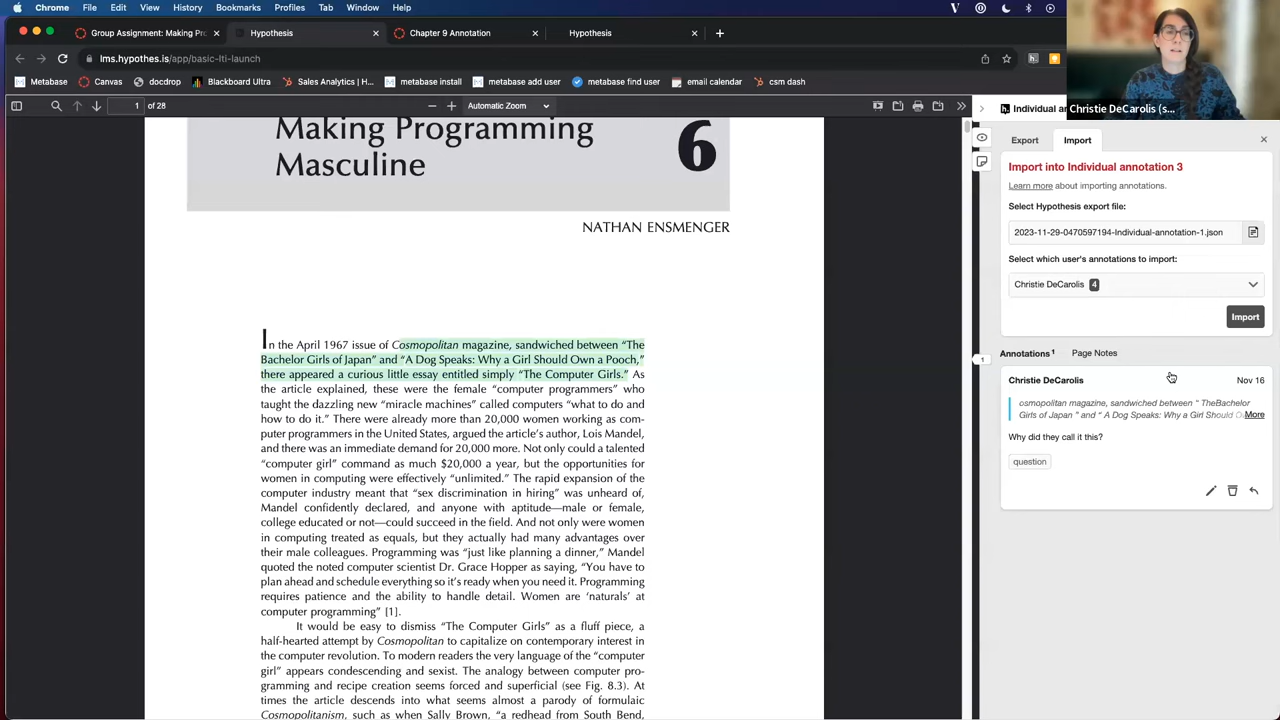 Chrome File Edit View History Bookmarks Profiles Tab Window Help
Group Assignment: Making Pr
Hypothesis
Chapter 9 Annotation
Hypothesis
lms.hypothes.is/app/basic-lti-launch
Metabase
Canvas
docdrop
Blackboard Ultra
Sales Analytics | H...
metabase install
metabase add user
metabase find user
email calendar
csm dash
Christie DeCarolis (s...
1 of 28
Automatic Zoom
Individual an
Making Programming
Masculine
6
NATHAN ENSMENGER
In the April 1967 issue of Cosmopolitan magazine, sandwiched between “The
Bachelor Girls of Japan” and “A Dog Speaks: Why a Girl Should Own a Pooch,”
there appeared a curious little essay entitled simply “The Computer Girls.” As
the article explained, these were the female “computer programmers” who
taught the dazzling new “miracle machines” called computers “what to do and
how to do it.” There were already more than 20,000 women working as com-
puter programmers in the United States, argued the article’s author, Lois Mandel,
and there was an immediate demand for 20,000 more. Not only could a talented
“computer girl” command as much $20,000 a year, but the opportunities for
women in computing were effectively “unlimited.” The rapid expansion of the
computer industry meant that “sex discrimination in hiring” was unheard of,
Mandel confidently declared, and anyone with aptitude—male or female,
college educated or not—could succeed in the field. And not only were women
in computing treated as equals, but they actually had many advantages over
their male colleagues. Programming was “just like planning a dinner,” Mandel
quoted the noted computer scientist Dr. Grace Hopper as saying, “You have to
plan ahead and schedule everything so it’s ready when you need it. Programming
requires patience and the ability to handle detail. Women are ‘naturals’ at
computer programming” [1].
It would be easy to dismiss “The Computer Girls” as a fluff piece, a
half-hearted attempt by Cosmopolitan to capitalize on contemporary interest in
the computer revolution. To modern readers the very language of the “computer
girl” appears condescending and sexist. The analogy between computer pro-
gramming and recipe creation seems forced and superficial (see Fig. 8.3). At
times the article descends into what seems almost a parody of formulaic
Cosmopolitanism, such as when Sally Brown, “a redhead from South Bend,
Export
Import
Import into Individual annotation 3
Learn more about importing annotations.
Select Hypothesis export file:
2023-11-29-0470597194-Individual-annotation-1.json
Select which user's annotations to import:
Christie DeCarolis 4
Import
1
Annotations 1
Page Notes
Christie DeCarolis
Nov 16
osmopolitan magazine, sandwiched between “ TheBachelor
Girls of Japan ” and “ A Dog Speaks: Why a Girl Should O
More
Why did they call it this?
question